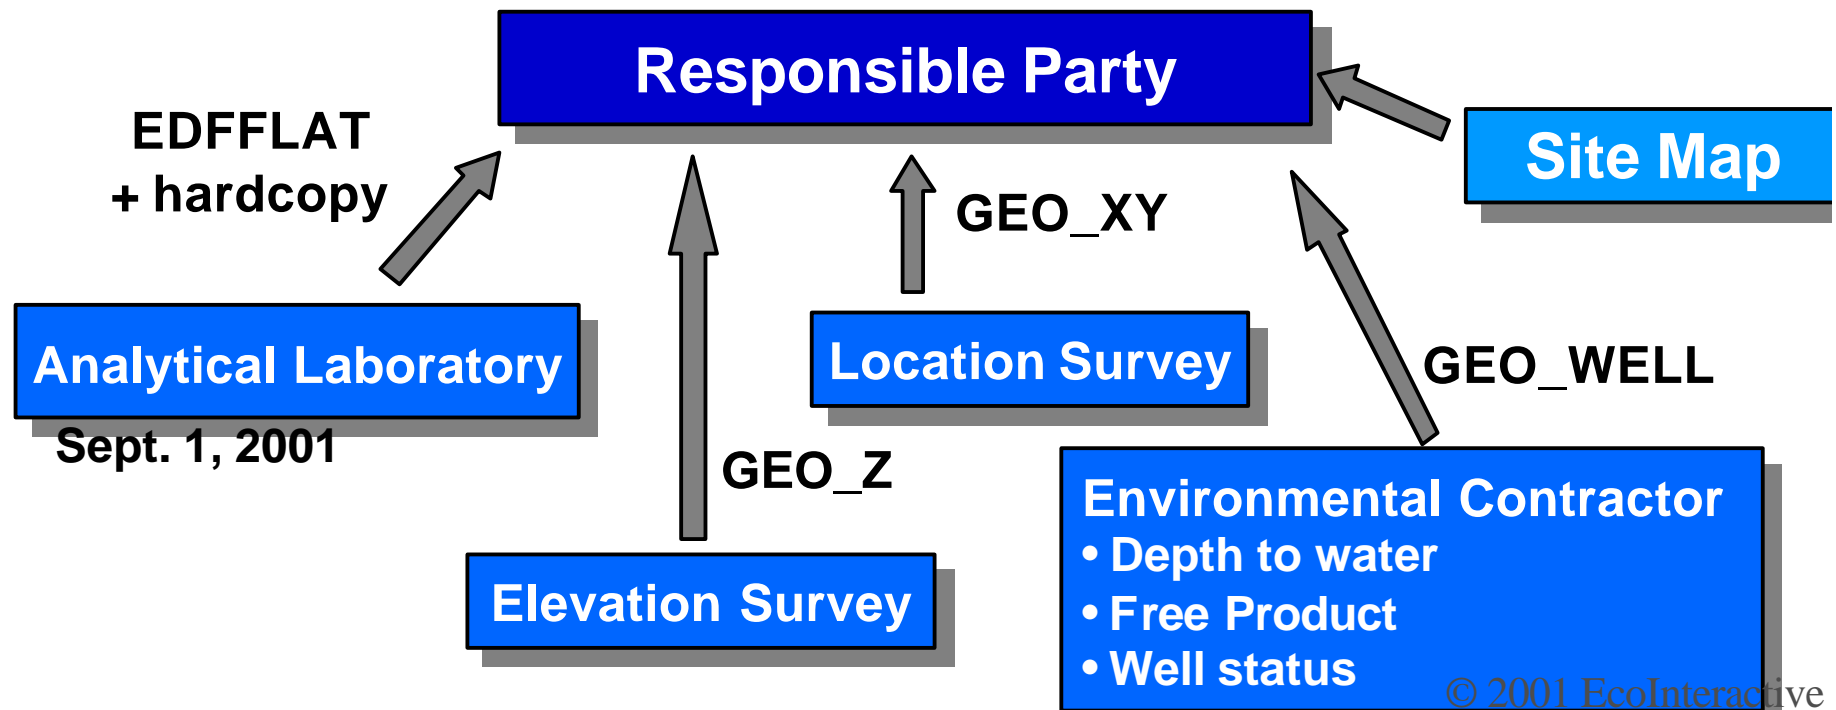 Responsible Party
EDFFLAT
+ hardcopy
Site Map
GEO_XY
Analytical Laboratory
Sept. 1, 2001
Location Survey
GEO_WELL
GEO_Z
Elevation Survey
Environmental Contractor
• Depth to water
• Free Product
• Well status
© 2001 EcoInteractive